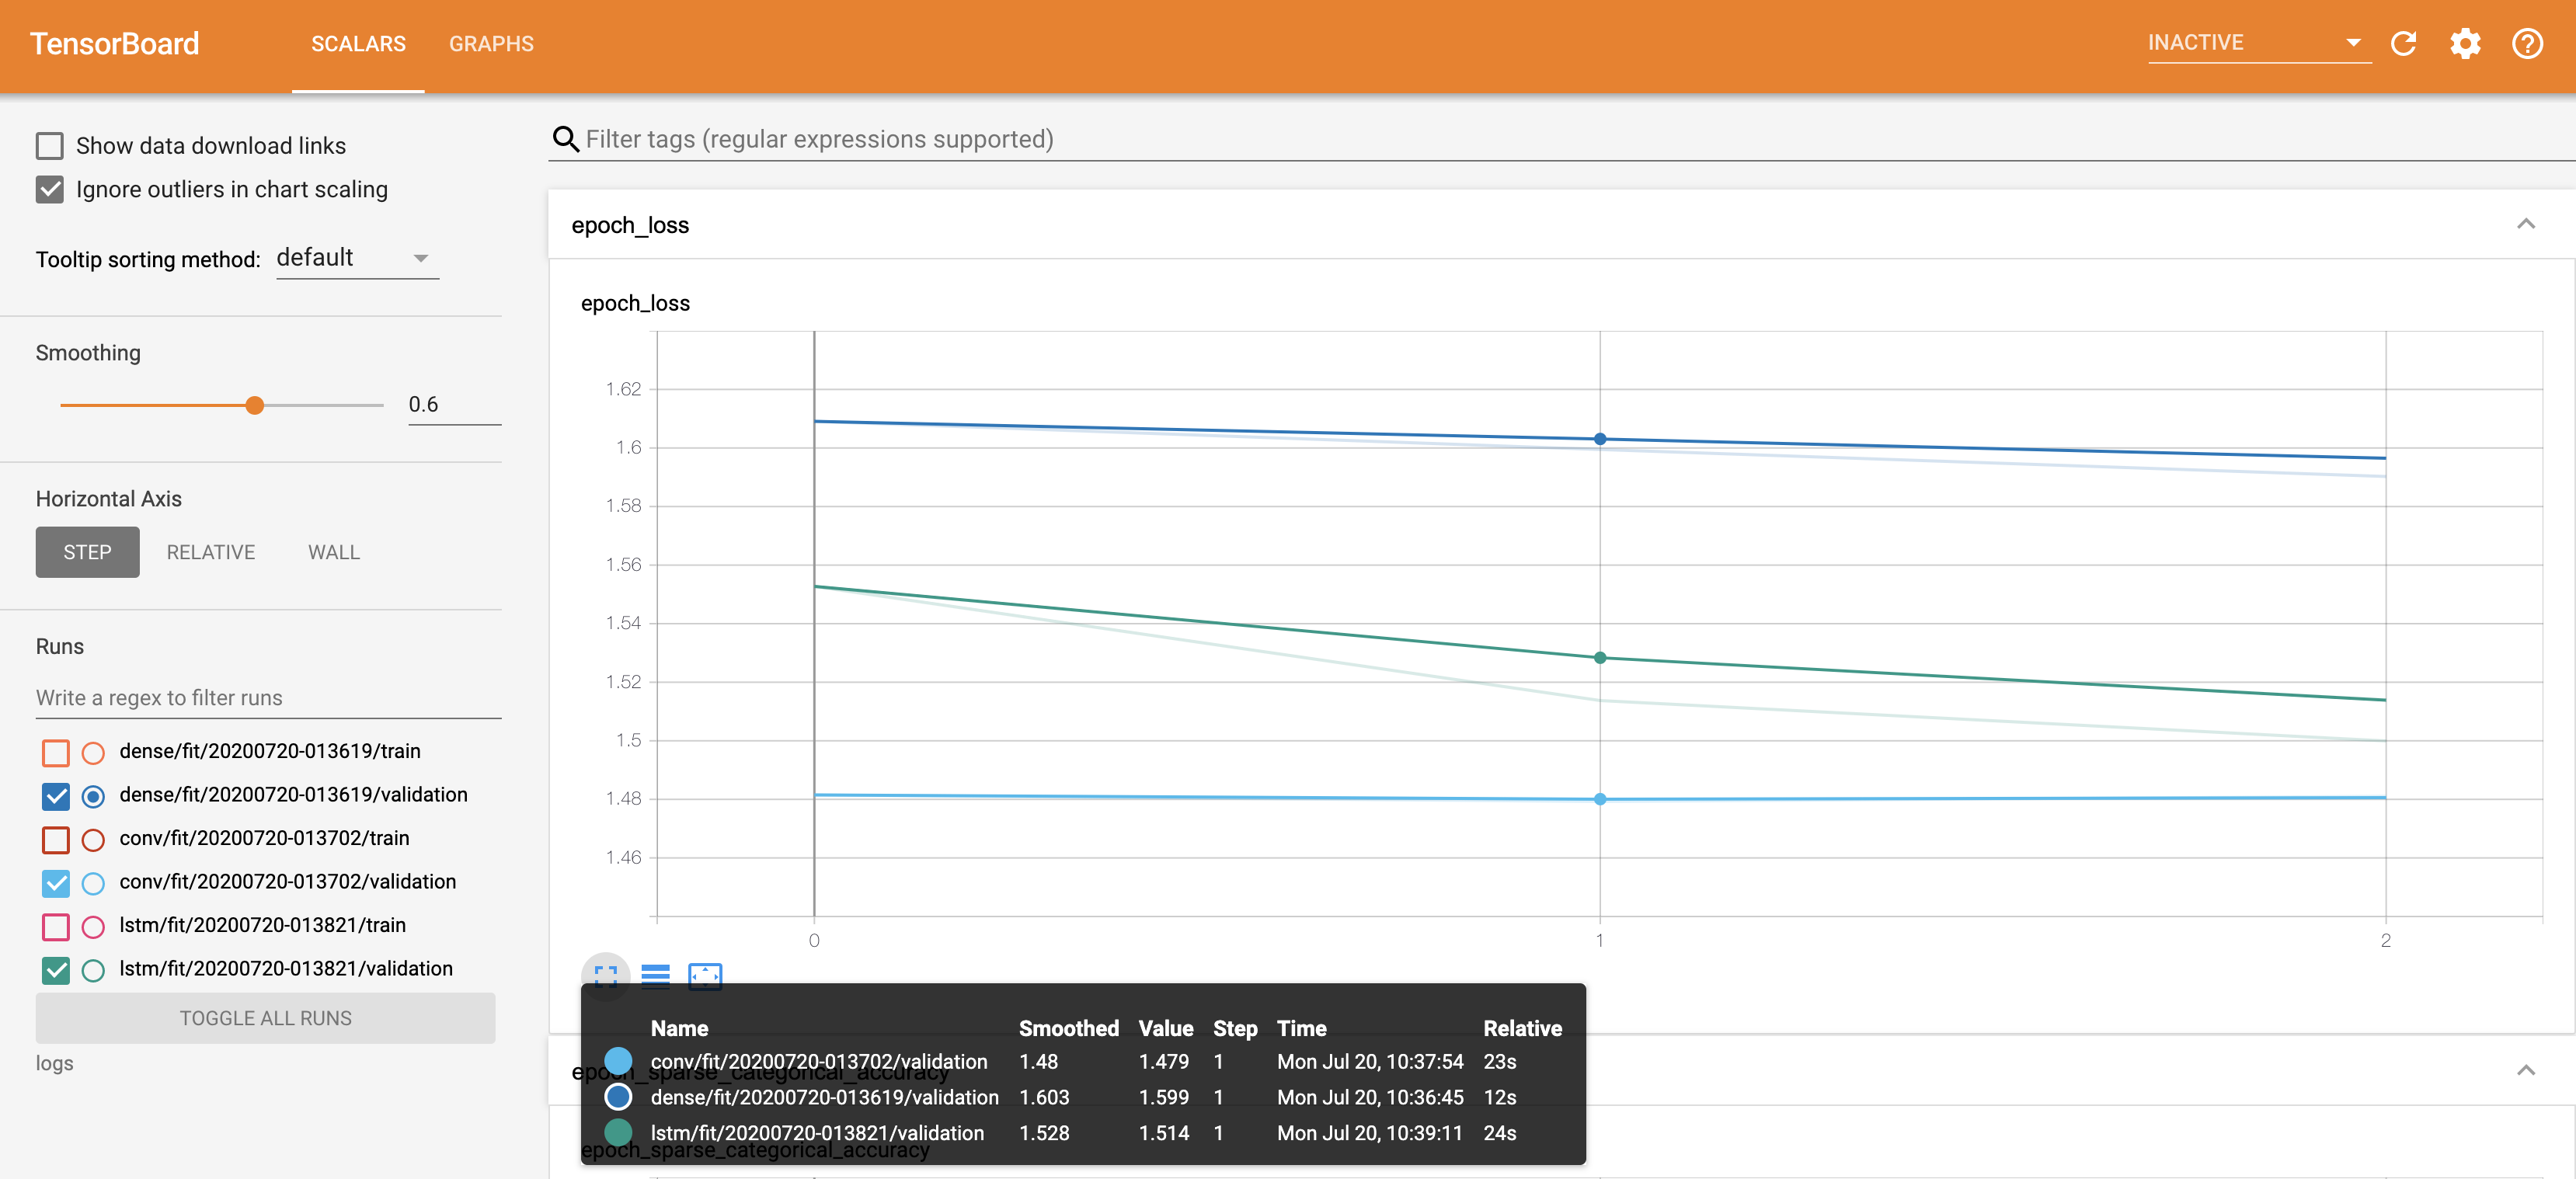 TensorBoard SCALARS GRAPHS INACTIVE
Show data download links
Ignore outliers in chart scaling
Tooltip sorting method: default
Smoothing
0.6
Horizontal Axis
STEP RELATIVE WALL
Runs
Write a regex to filter runs
dense/fit/20200720-013619/train
dense/fit/20200720-013619/validation
conv/fit/20200720-013702/train
conv/fit/20200720-013702/validation
lstm/fit/20200720-013821/train
lstm/fit/20200720-013821/validation
TOGGLE ALL RUNS
logs
Filter tags (regular expressions supported)
epoch_loss
epoch_loss
1.62
1.6
1.58
1.56
1.54
1.52
1.5
1.48
1.46
0 1 2
Name Smoothed Value Step Time Relative
conv/fit/20200720-013702/validation 1.48 1.479 1 Mon Jul 20, 10:37:54 23s
epoch_sparse_categorical_accuracy
dense/fit/20200720-013619/validation 1.603 1.599 1 Mon Jul 20, 10:36:45 12s
lstm/fit/20200720-013821/validation 1.528 1.514 1 Mon Jul 20, 10:39:11 24s
epoch_sparse_categorical_accuracy